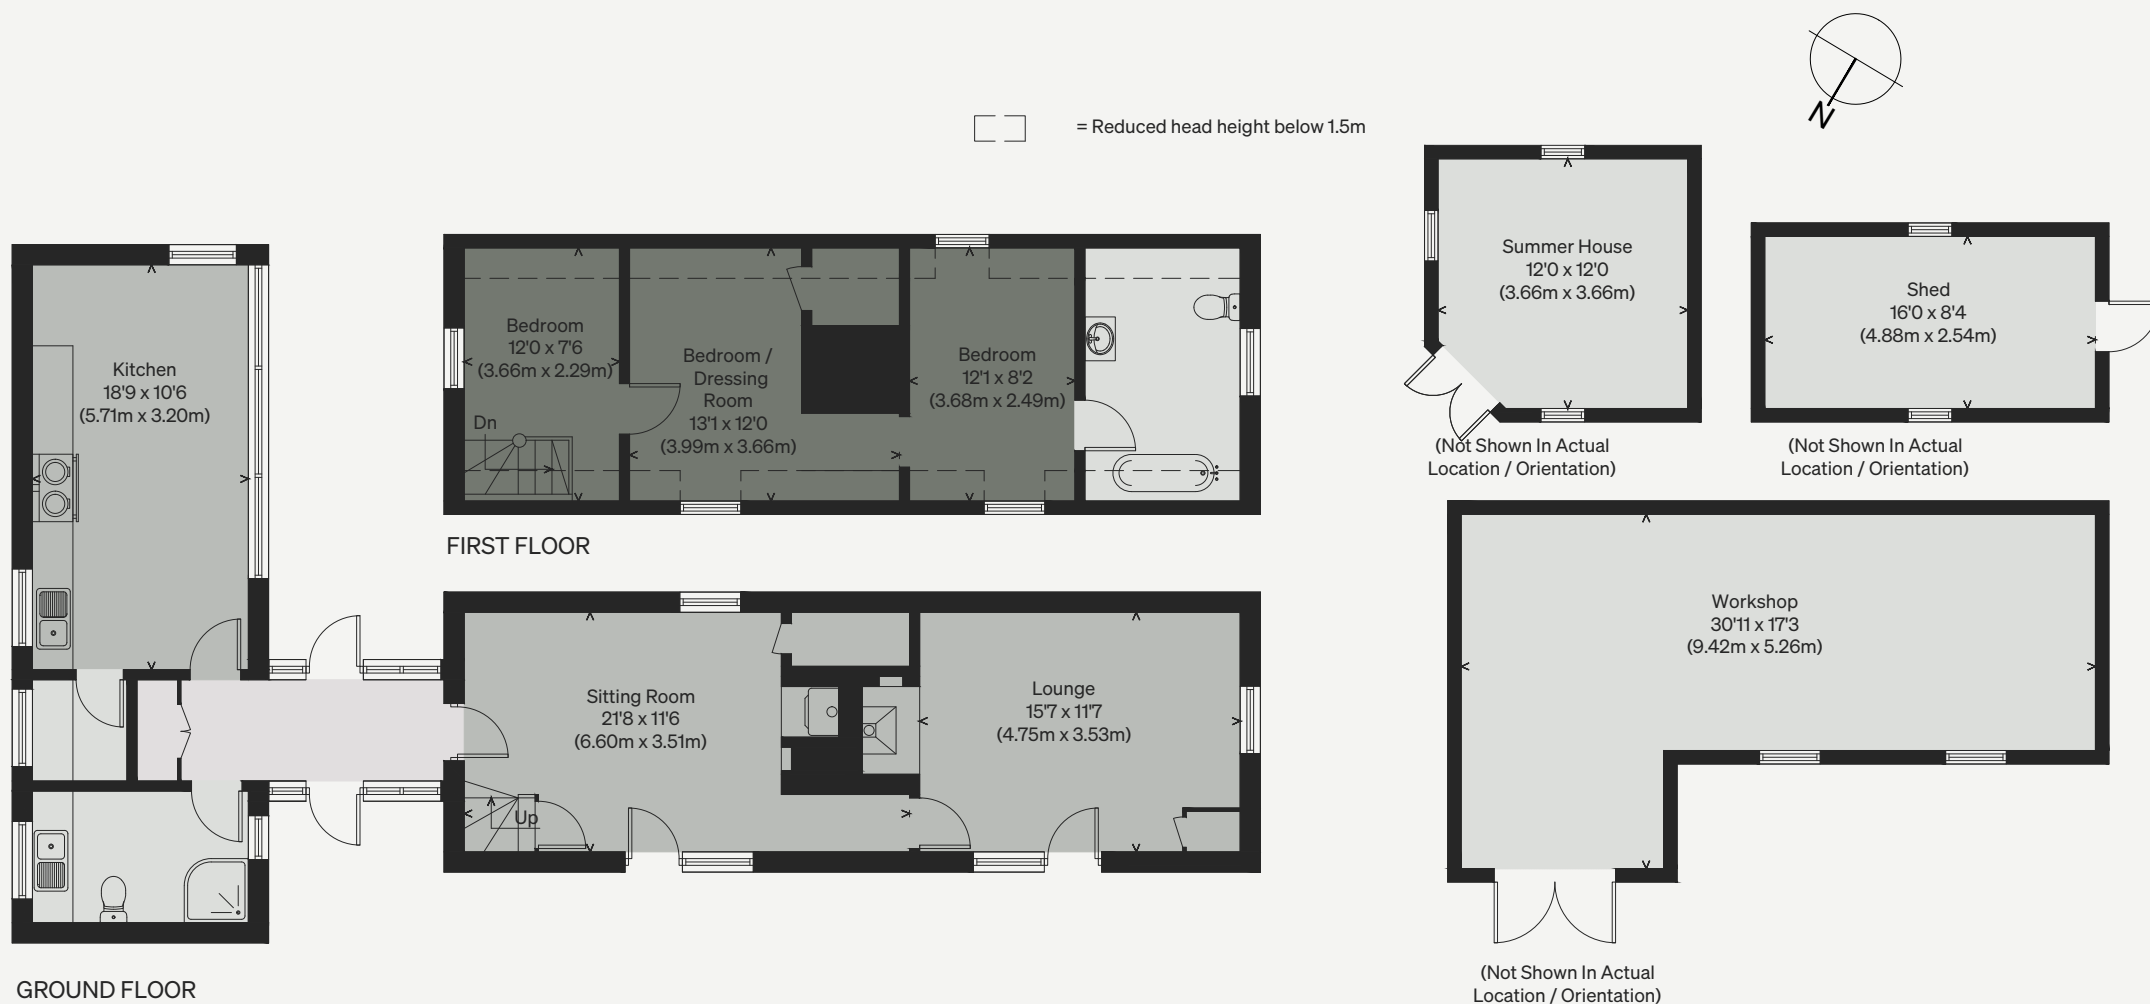 N
= Reduced head height below 1.5m
Kitchen
18'9 x 10'6
(5.71m x 3.20m)
Bedroom
12'0 x 7'6
(3.66m x 2.29m)
Dn
Bedroom /
Dressing
Room
13'1 x 12'0
(3.99m x 3.66m)
Bedroom
12'1 x 8'2
(3.68m x 2.49m)
FIRST FLOOR
Summer House
12'0 x 12'0
(3.66m x 3.66m)
(Not Shown In Actual
Location / Orientation)
Shed
16'0 x 8'4
(4.88m x 2.54m)
(Not Shown In Actual
Location / Orientation)
Sitting Room
21'8 x 11'6
(6.60m x 3.51m)
Up
Lounge
15'7 x 11'7
(4.75m x 3.53m)
Workshop
30'11 x 17'3
(9.42m x 5.26m)
(Not Shown In Actual
Location / Orientation)
GROUND FLOOR